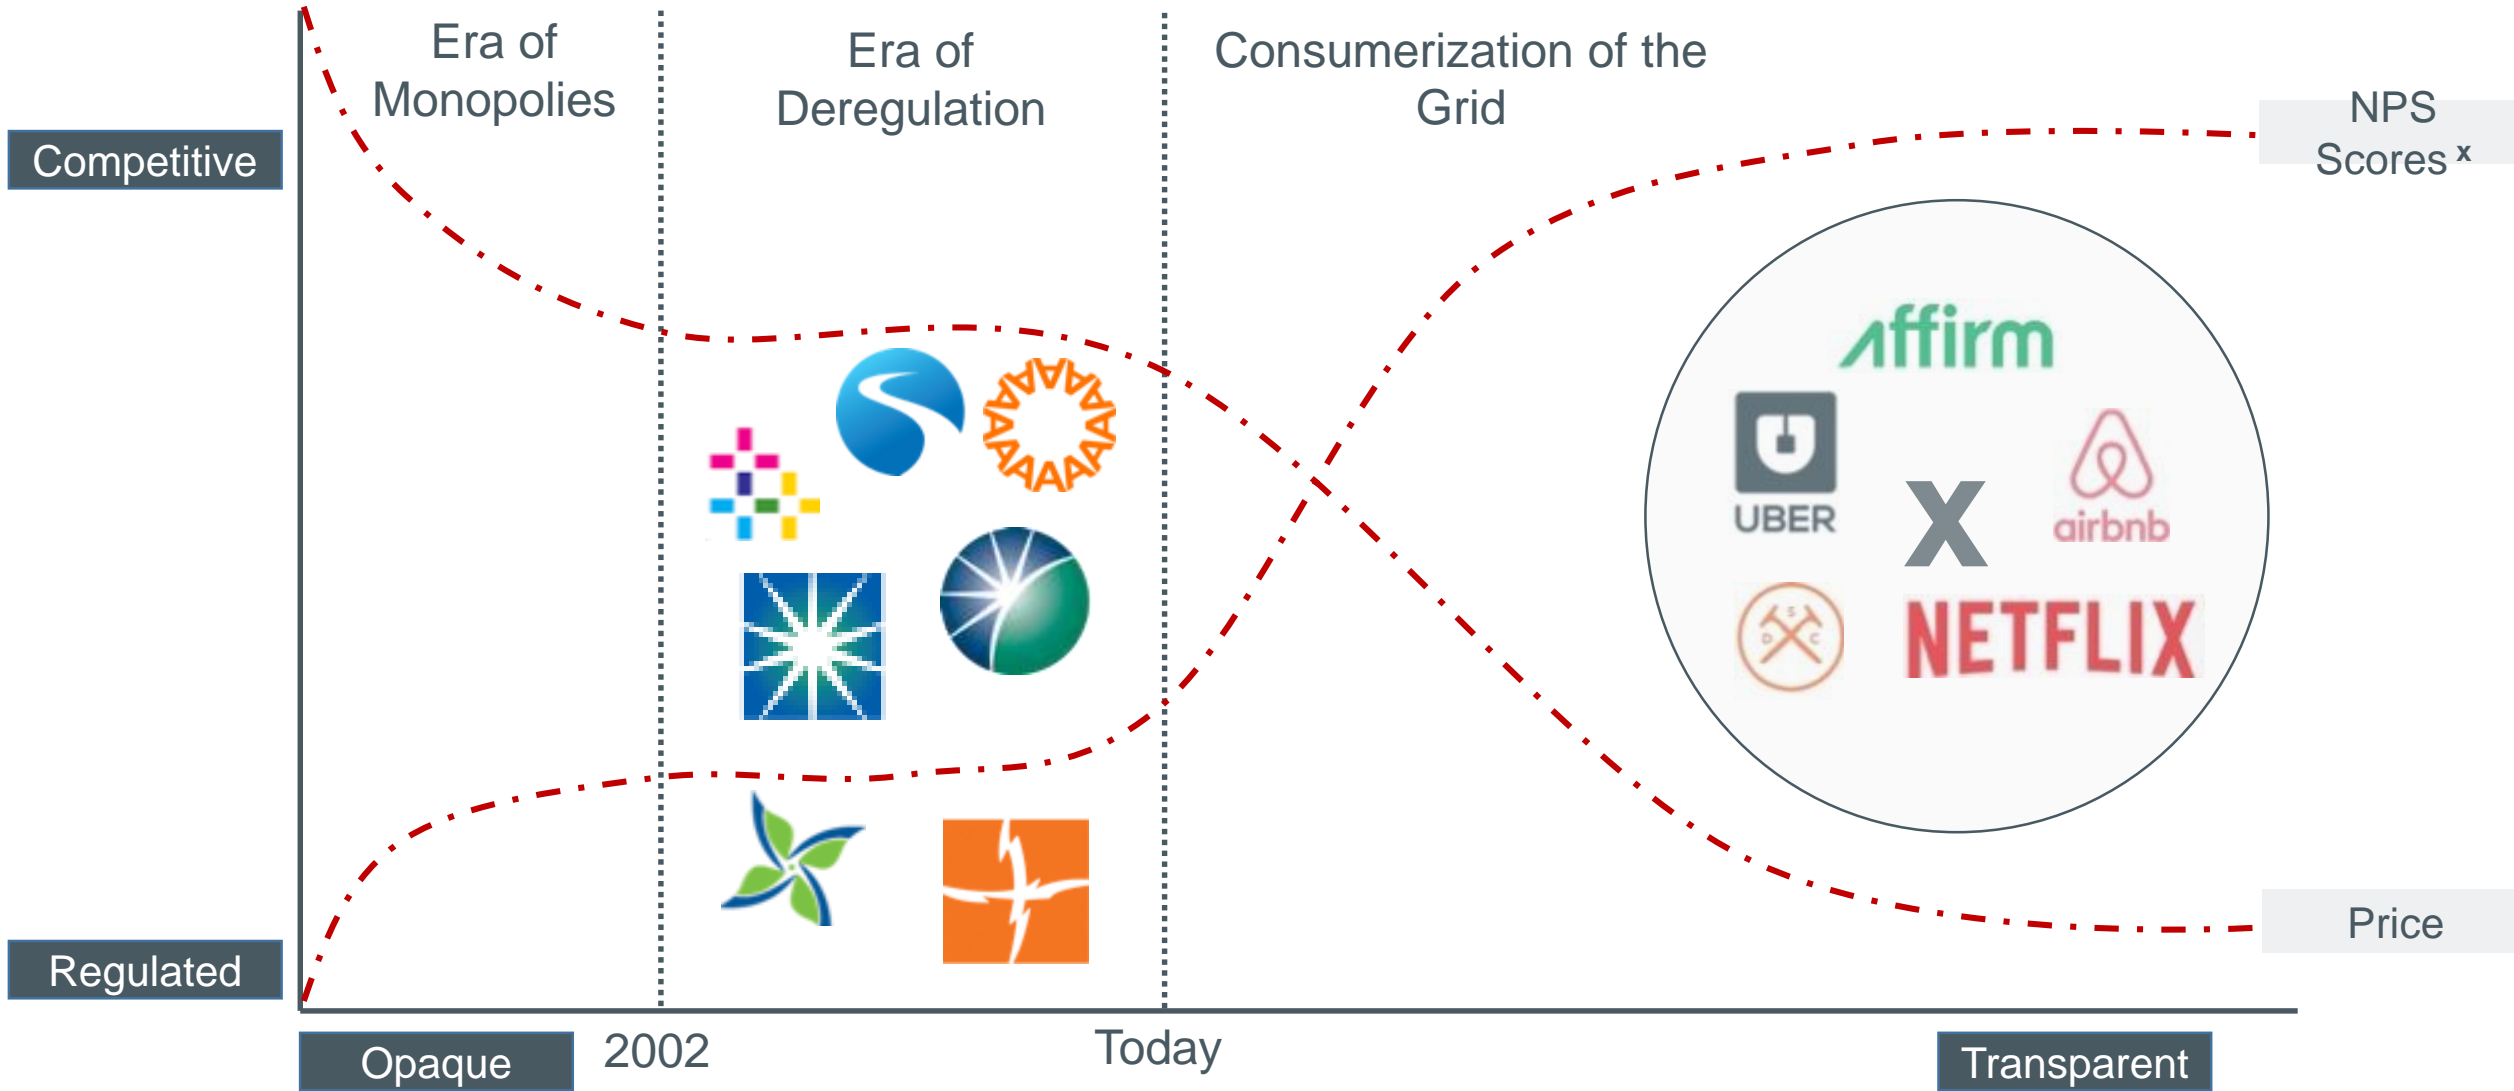 Era of
Monopolies
Era of
Deregulation
Consumerization of the
Grid
NPS
Scores x
Competitive
Affirm
UBER
X
airbnb
S
D C
NETFLIX
Price
Regulated
Opaque
2002
Today
Transparent